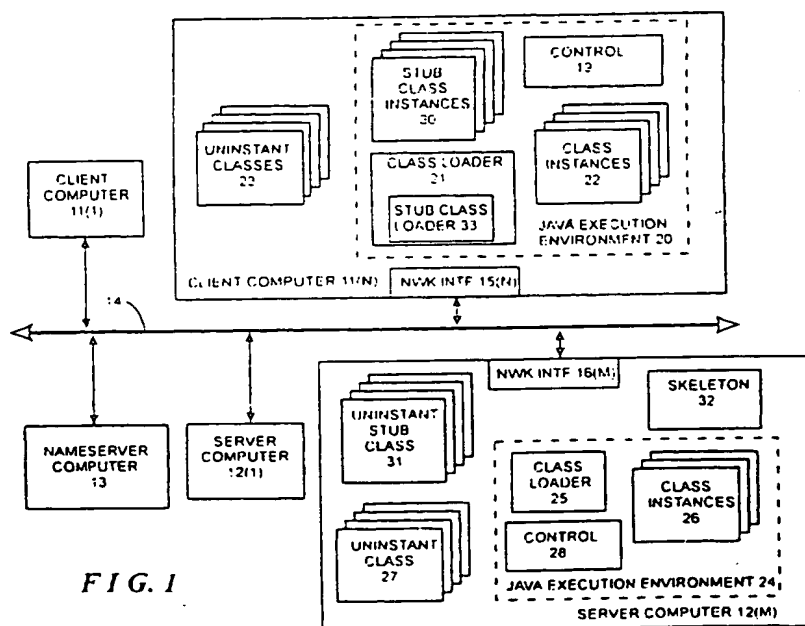 STUB
CLASS
INSTANCES
30
CONTROL
19
UNINSTANT
CLASSES
23
CLASS LOADER
21
STUB CLASS
LOADER 33
CLASS
INSTANCES
22
JAVA EXECUTION
ENVIRONMENT 20
CLIENT COMPUTER 11(N)
NWK INTF 15(N)
CLIENT
COMPUTER
11(1)
14
NAMESERVER
COMPUTER
13
SERVER
COMPUTER
12(1)
NWK INTF 16(M)
UNINSTANT
STUB
CLASS
31
SKELETON
32
UNINSTANT
CLASS
27
CLASS
LOADER
25
CONTROL
28
CLASS
INSTANCES
26
JAVA EXECUTION ENVIRONMENT 24
SERVER COMPUTER 12(M)
FIG. 1